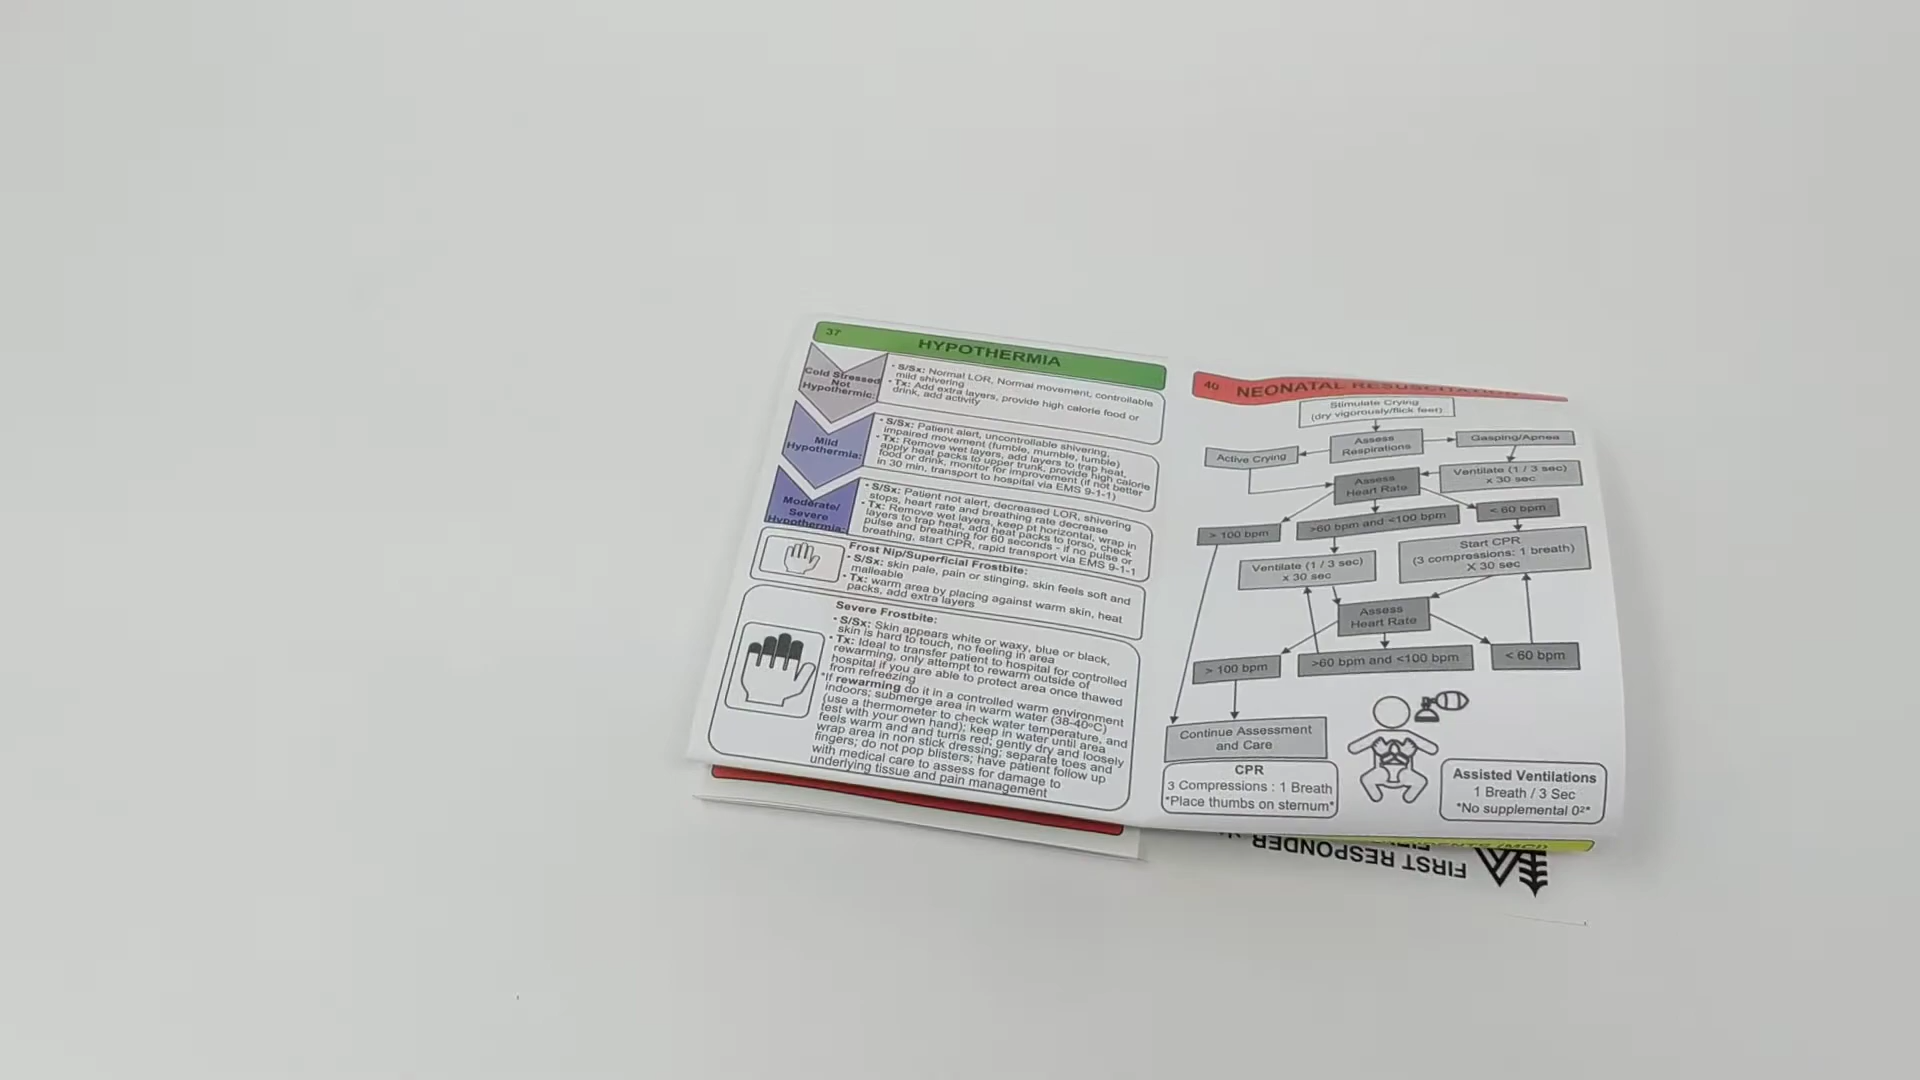 37
HYPOTHERMIA
Cold Stressed
Not
Hypothermic:
• S/Sx: Normal LOR, Normal movement, controllable
mild shivering
• Tx: Add extra layers, provide high calorie food or
drink, add activity
Mild
Hypothermia:
• S/Sx: Patient alert, uncontrollable shivering,
impaired movement (fumble, mumble, tumble)
• Tx: Remove wet layers, add layers to trap heat,
apply heat packs to upper trunk, provide high calorie
food or drink, monitor for improvement (if not better
in 30 min, transport to hospital via EMS 9-1-1)
Moderate/
Severe
Hypothermia:
• S/Sx: Patient not alert, decreased LOR, shivering
stops, heart rate and breathing rate decrease
• Tx: Remove wet layers, keep pt horizontal, wrap in
layers to trap heat, add heat packs to torso, check
pulse and breathing for 60 seconds - if no pulse or
breathing, start CPR, rapid transport via EMS 9-1-1
Frost Nip/Superficial Frostbite:
• S/Sx: skin pale, pain or stinging, skin feels soft and
malleable
• Tx: warm area by placing against warm skin, heat
packs, add extra layers
Severe Frostbite:
• S/Sx: Skin appears white or waxy, blue or black,
skin is hard to touch, no feeling in area
• Tx: Ideal to transfer patient to hospital for controlled
rewarming, only attempt to rewarm outside of
hospital if you are able to protect area once thawed
from refreezing
*If rewarming do it in a controlled warm environment
indoors; submerge area in warm water (38-40ºC)
(use a thermometer to check water temperature, and
test with your own hand); keep in water until area
feels warm and and turns red; gently dry and loosely
wrap area in non stick dressing; separate toes and
fingers; do not pop blisters; have patient follow up
with medical care to assess for damage to
underlying tissue and pain management
40
NEONATAL RESUSCITATION
Stimulate Crying
(dry vigorously/flick feet)
Assess
Respirations
Gasping/Apnea
Active Crying
Ventilate (1 / 3 sec)
x 30 sec
Assess
Heart Rate
> 100 bpm
>60 bpm and <100 bpm
< 60 bpm
Ventilate (1 / 3 sec)
x 30 sec
Start CPR
(3 compressions: 1 breath)
X 30 sec
Assess
Heart Rate
> 100 bpm
>60 bpm and <100 bpm
< 60 bpm
Continue Assessment
and Care
CPR
3 Compressions : 1 Breath
*Place thumbs on sternum*
Assisted Ventilations
1 Breath / 3 Sec
*No supplemental 0²*
(MCI)
FIRST RESPONDER